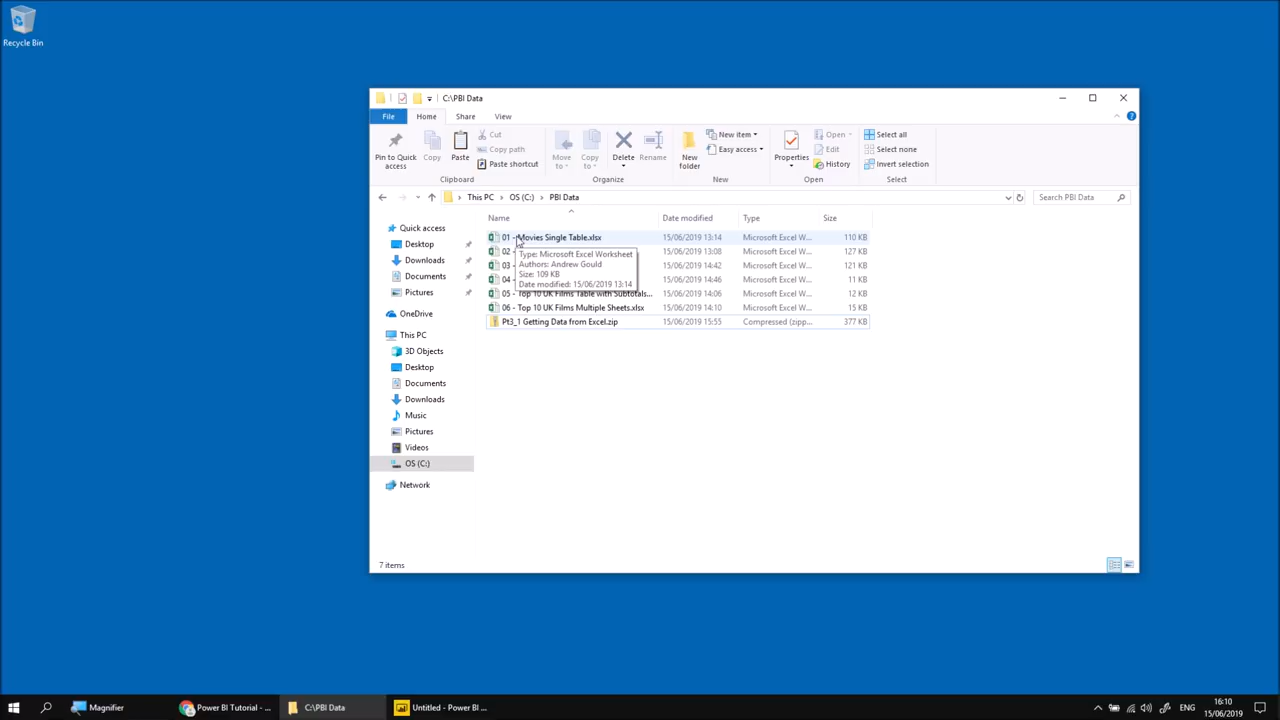 Recycle Bin
C:\PBI Data
File Home Share View
Pin to Quick access
Copy
Paste
Cut
Copy path
Paste shortcut
Clipboard
Move to
Copy to
Delete
Rename
Organize
New folder
New item
Easy access
New
Properties
Open
Edit
History
Open
Select all
Select none
Invert selection
Select
This PC > OS (C:) > PBI Data
Search PBI Data
Name Date modified Type Size
01 - Movies Single Table.xlsx 15/06/2019 13:14 Microsoft Excel W... 110 KB
02 - 15/06/2019 13:08 Microsoft Excel W... 127 KB
03 - 15/06/2019 14:42 Microsoft Excel W... 121 KB
04 - 15/06/2019 14:46 Microsoft Excel W... 11 KB
05 - Top 10 UK Films Table with Subtotals... 15/06/2019 14:06 Microsoft Excel W... 12 KB
06 - Top 10 UK Films Multiple Sheets.xlsx 15/06/2019 14:10 Microsoft Excel W... 15 KB
Pt3_1 Getting Data from Excel.zip 15/06/2019 15:55 Compressed (zipp... 377 KB
Type: Microsoft Excel Worksheet
Authors: Andrew Gould
Size: 109 KB
Date modified: 15/06/2019 13:14
Quick access
Desktop
Downloads
Documents
Pictures
OneDrive
This PC
3D Objects
Desktop
Documents
Downloads
Music
Pictures
Videos
OS (C:)
Network
7 items
Magnifier
Power BI Tutorial - ...
C:\PBI Data
Untitled - Power BI ...
ENG
16:10
15/06/2019